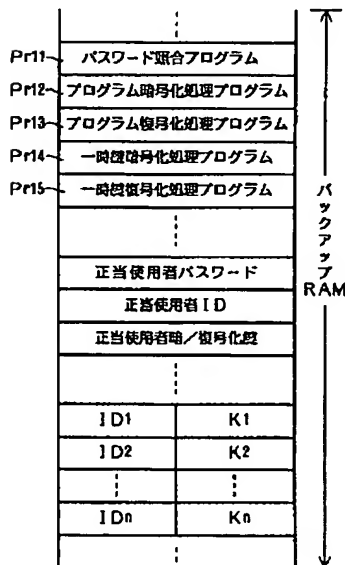 Pr11 パスワード照合プログラム
Pr12 プログラム暗号化処理プログラム
Pr13 プログラム復号化処理プログラム
Pr14 一時鍵暗号化処理プログラム
Pr15 一時鍵復号化処理プログラム
正当使用者パスワード
正当使用者ID
正当使用者暗/復号化鍵
ID1 K1
ID2 K2
IDn Kn
バックアップRAM